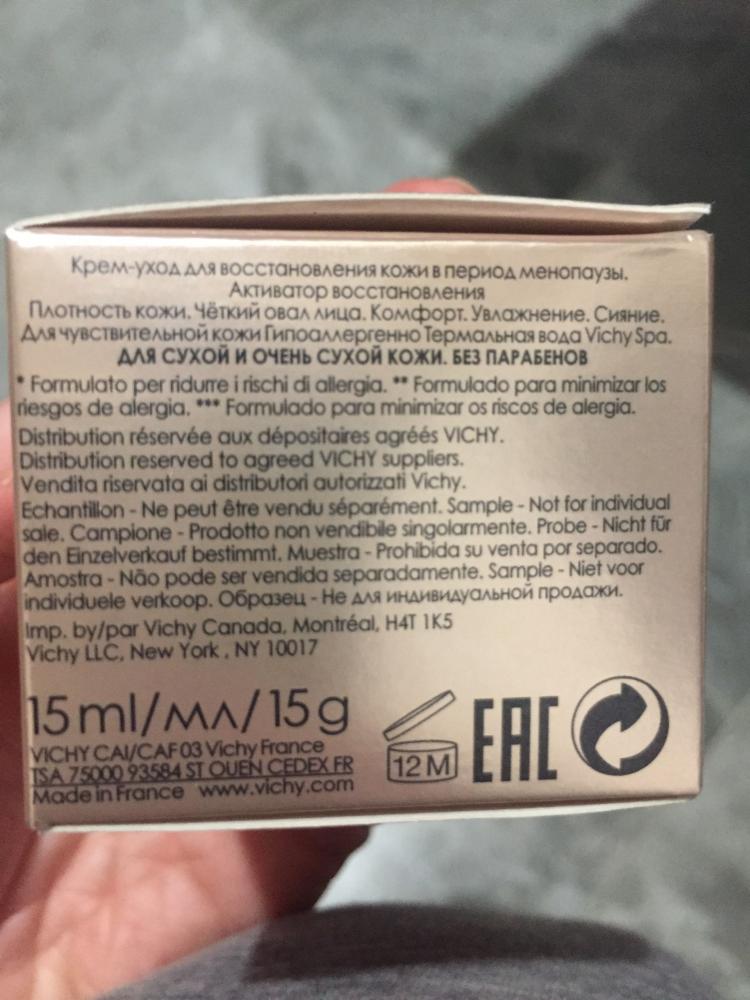 Крем-уход для восстановления кожи в период менопаузы.
Активатор восстановления
Плотность кожи. Чёткий овал лица. Комфорт. Увлажнение. Сияние.
Для чувствительной кожи Гипоаллергенно Термальная вода Vichy Spa.
ДЛЯ СУХОЙ И ОЧЕНЬ СУХОЙ КОЖИ. БЕЗ ПАРАБЕНОВ
* Formulato per ridurre i rischi di allergia. ** Formulado para minimizar los
riesgos de alergia. *** Formulado para minimizar os riscos de alergia.
Distribution réservée aux dépositaires agréés VICHY.
Distribution reserved to agreed VICHY suppliers.
Vendita riservata ai distributori autorizzati Vichy.
Echantillon - Ne peut être vendu séparément. Sample - Not for individual
sale. Campione - Prodotto non vendibile singolarmente. Probe - Nicht für
den Einzelverkauf bestimmt. Muestra - Prohibida su venta por separado.
Amostra - Não pode ser vendida separadamente. Sample - Niet voor
individuele verkoop. Образец - Не для индивидуальной продажи.
Imp. by/par Vichy Canada, Montréal, H4T 1K5
Vichy LLC, New York , NY 10017
15 ml/мл/15 g
VICHY CAI/CAF 03 Vichy France
TSA 75000 93584 ST OUEN CEDEX FR
Made in France www.vichy.com
12 M
EAC